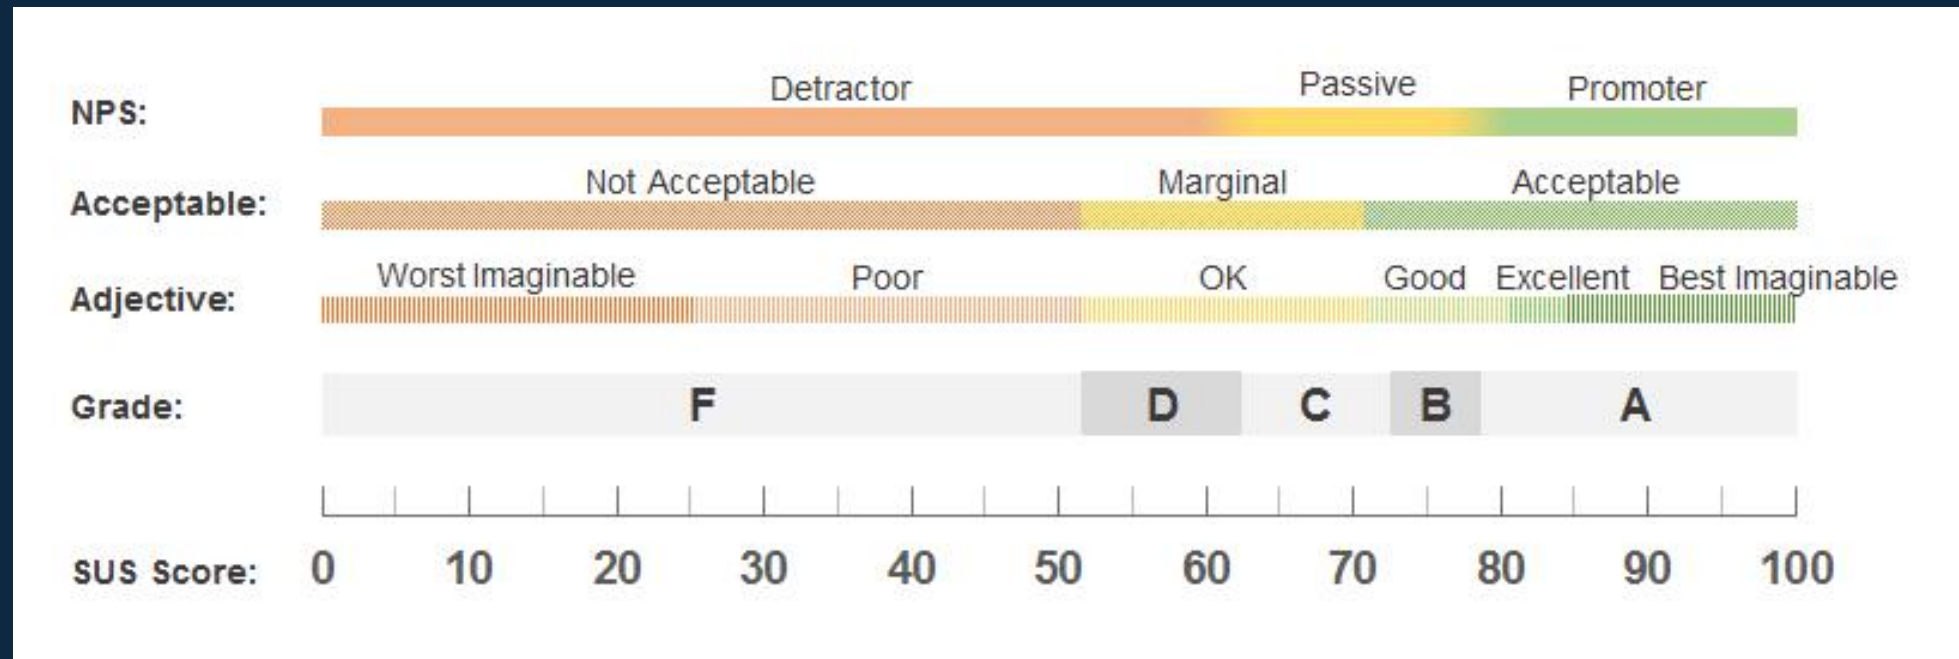 NPS: Detractor Passive Promoter
Acceptable: Not Acceptable Marginal Acceptable
Adjective: Worst Imaginable Poor OK Good Excellent Best Imaginable
Grade: F D C B A
SUS Score: 0 10 20 30 40 50 60 70 80 90 100